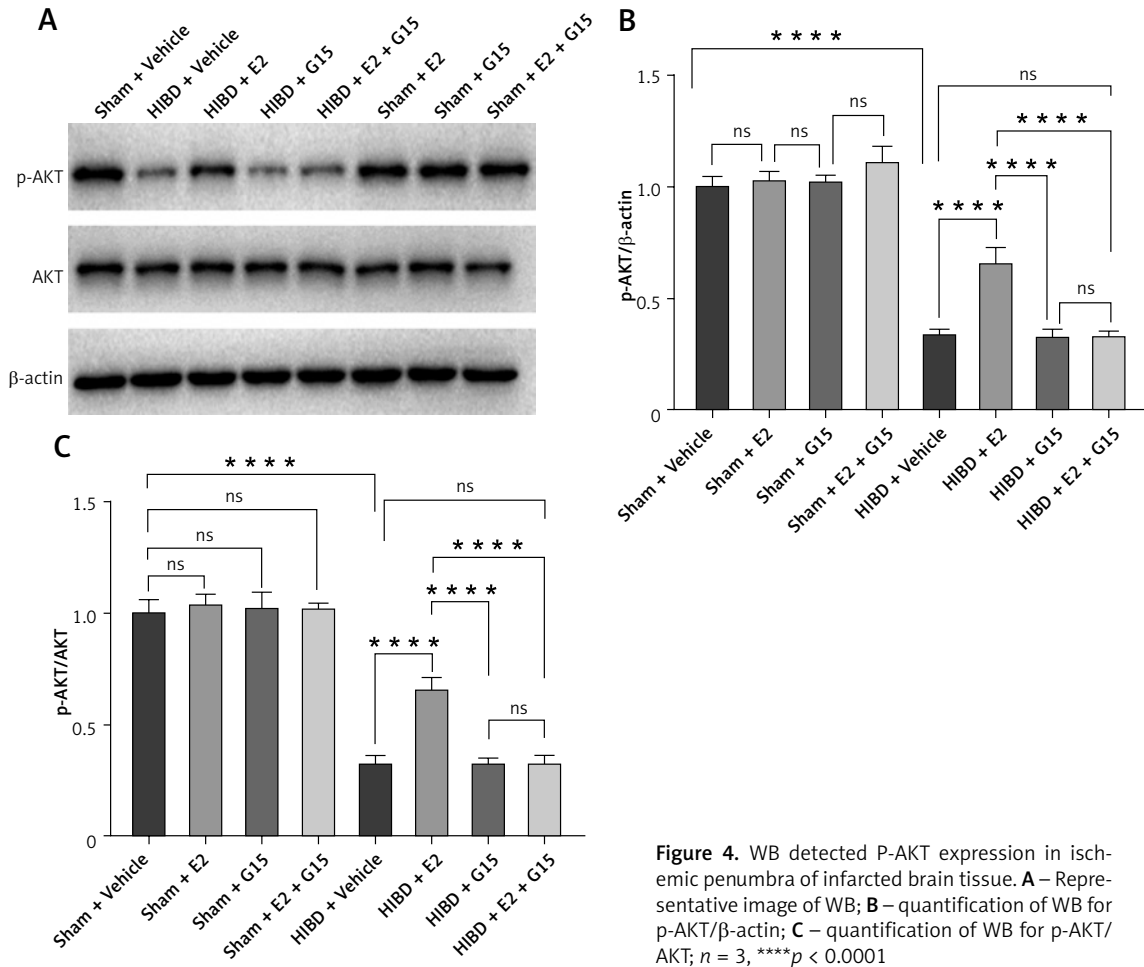 A
Sham + Vehicle
HIBD + Vehicle
HIBD + E2
HIBD + G15
HIBD + E2 + G15
Sham + E2
Sham + G15
Sham + E2 + G15
p-AKT
AKT
β-actin
B
p-AKT/β-actin
1.5
1.0
0.5
0
****
ns
ns
ns
ns
****
****
****
ns
Sham + Vehicle
Sham + E2
Sham + G15
Sham + E2 + G15
HIBD + Vehicle
HIBD + E2
HIBD + G15
HIBD + E2 + G15
C
p-AKT/AKT
1.5
1.0
0.5
0
****
ns
ns
ns
ns
****
****
****
ns
Sham + Vehicle
Sham + E2
Sham + G15
Sham + E2 + G15
HIBD + Vehicle
HIBD + E2
HIBD + G15
HIBD + E2 + G15
Figure 4. WB detected P-AKT expression in isch-
emic penumbra of infarcted brain tissue. A – Repre-
sentative image of WB; B – quantification of WB for
p-AKT/β-actin; C – quantification of WB for p-AKT/
AKT; n = 3, ****p < 0.0001